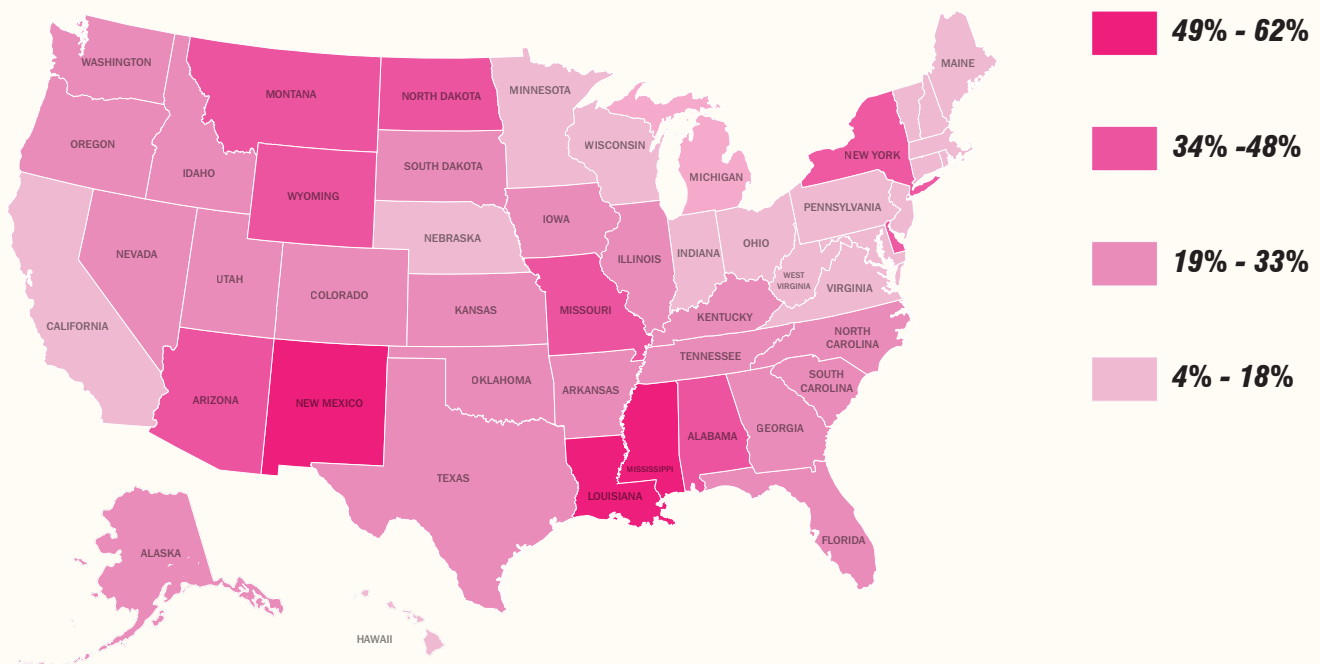 49% - 62%
MAINE
WASHINGTON
MINNESOTA
MONTANA
NORTH DAKOTA
OREGON
WISCONSIN
34% -48%
NEW YORK
SOUTH DAKOTA
IDAHO
MICHIGAN
WYOMING
PENNSYLVANIA
IOWA
NEBRASKA
OHIO
NEVADA
INDIANA
ILLINOIS
19% - 33%
UTAH
WEST
VIRGINIA
VIRGINIA
COLORADO
KANSAS
MISSOURI
KENTUCKY
CALIFORNIA
NORTH
CAROLINA
TENNESSEE
SOUTH
CAROLINA
4% - 18%
OKLAHOMA
ARKANSAS
ARIZONA
NEW MEXICO
GEORGIA
ALABAMA
MISSISSIPPI
TEXAS
LOUISIANA
FLORIDA
ALASKA
HAWAII